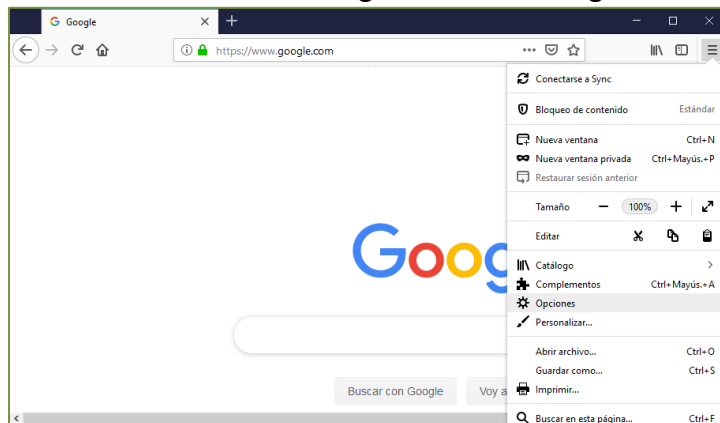 Google
https://www.google.com
Conectarse a Sync
Bloqueo de contenido Estándar
Nueva ventana Ctrl+N
Nueva ventana privada Ctrl+Mayús.+P
Restaurar sesión anterior
Tamaño 100%
Editar
Catálogo
Complementos Ctrl+Mayús.+A
Opciones
Personalizar...
Abrir archivo... Ctrl+O
Guardar como... Ctrl+S
Imprimir...
Buscar en esta página... Ctrl+F
Goog
Buscar con Google Voy a